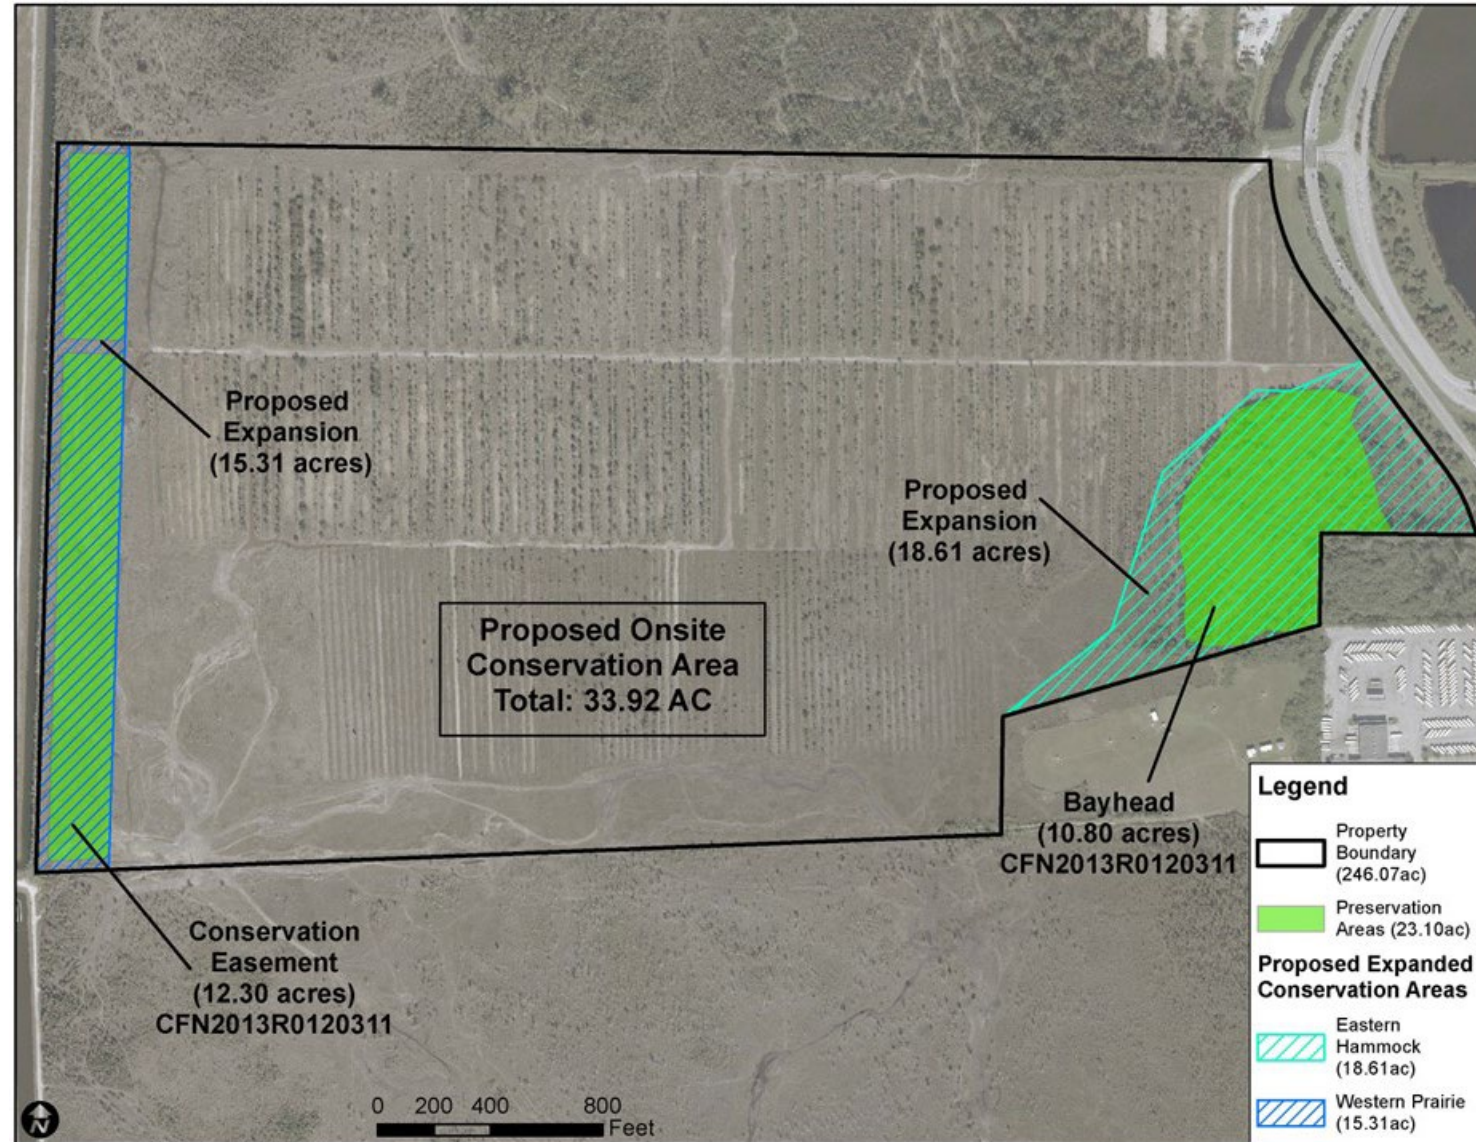 Proposed
Expansion
(15.31 acres)
Proposed
Expansion
(18.61 acres)
Proposed Onsite
Conservation Area
Total: 33.92 AC
Bayhead
(10.80 acres)
CFN2013R0120311
Conservation
Easement
(12.30 acres)
CFN2013R0120311
0 200 400 800
Feet
N
Legend
Property
Boundary
(246.07ac)
Preservation
Areas (23.10ac)
Proposed Expanded
Conservation Areas
Eastern
Hammock
(18.61ac)
Western Prairie
(15.31ac)